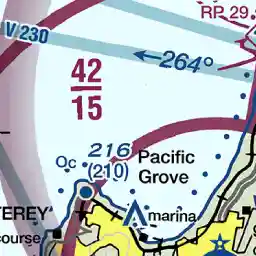 RP 29.
V 230
264°
42
15
216
(210)
Oc
Pacific
Grove
TEREY
marina
course